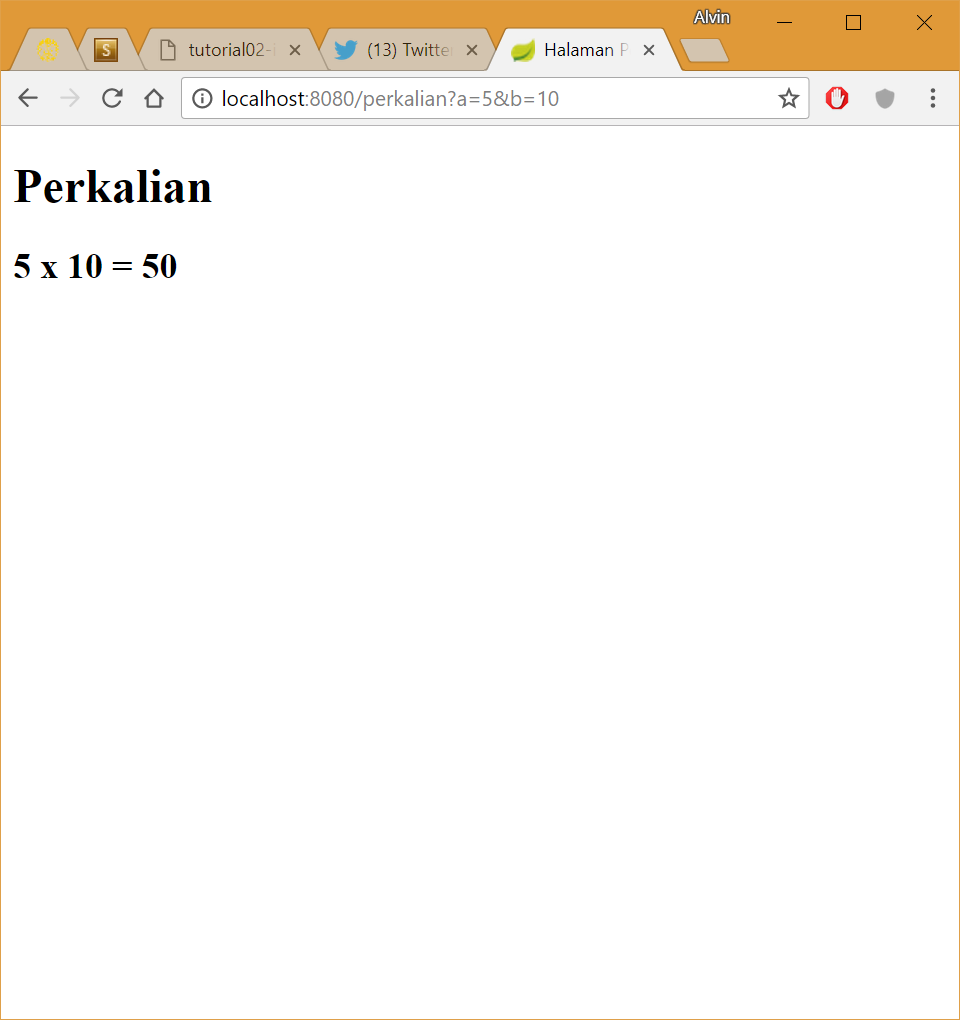 Alvin
S
tutorial02-
(13) Twitte
Halaman P
localhost:8080/perkalian?a=5&b=10
Perkalian
5 x 10 = 50